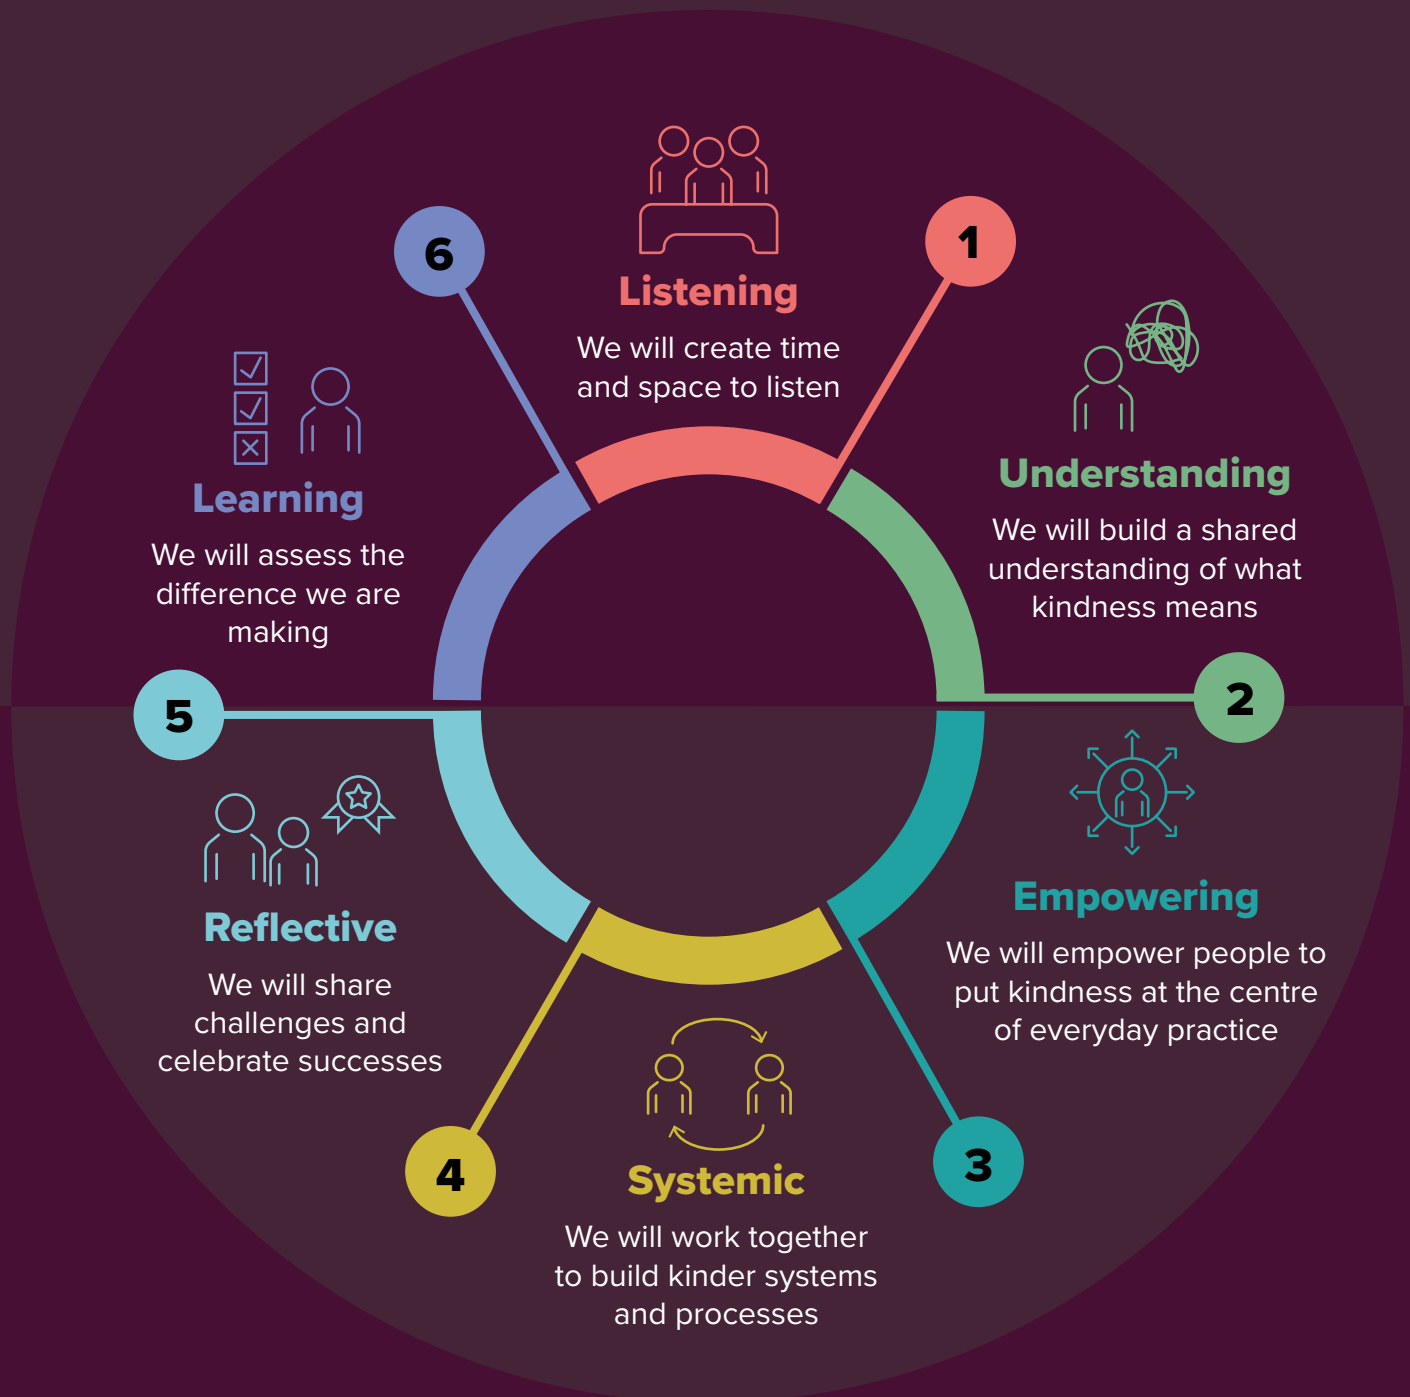 1
Listening
We will create time
and space to listen
2
Understanding
We will build a shared
understanding of what
kindness means
3
Empowering
We will empower people to
put kindness at the centre
of everyday practice
4
Systemic
We will work together
to build kinder systems
and processes
5
Reflective
We will share
challenges and
celebrate successes
6
Learning
We will assess the
difference we are
making